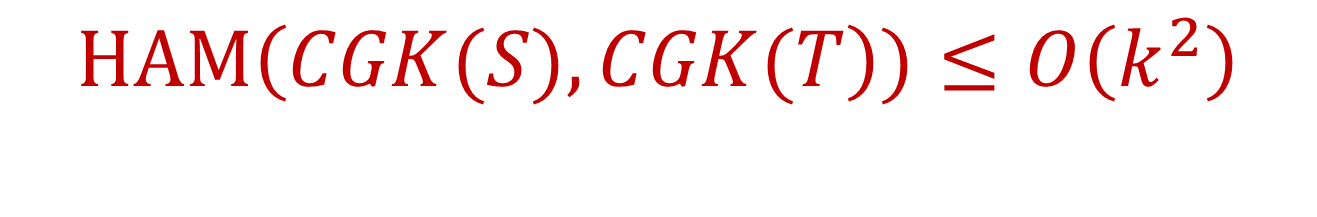 HAM(CGK(S), CGK(T)) ≤ O(k²)